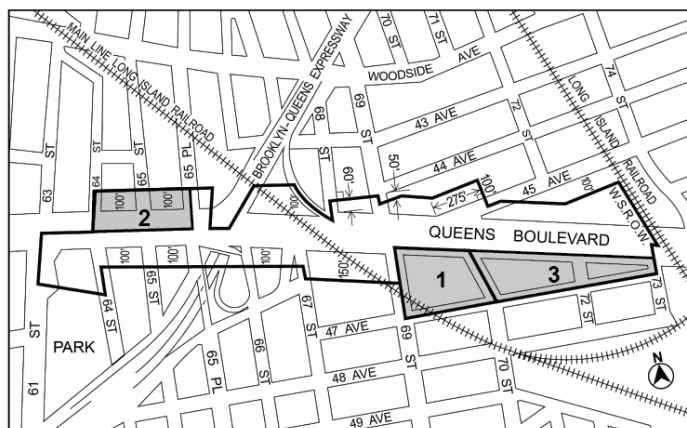 MAIN LINE LONG ISLAND RAILROAD
BROOKLYN-QUEENS EXPRESSWAY
70 ST
71 ST
WOODSIDE AVE
74 ST
LONG ISLAND RAILROAD
W.S.R.O.W.
69 ST
68 ST
43 AVE
72 ST
44 AVE
45 AVE
63 ST
64 ST
65 ST
65 PL
60'
50'
275'
100'
100'
100'
100'
100'
2
QUEENS BOULEVARD
100'
100'
150'
1
3
73 ST
72 ST
64 ST
65 ST
65 PL
66 ST
67 ST
69 ST
70 ST
47 AVE
48 AVE
49 AVE
61 ST
PARK
N